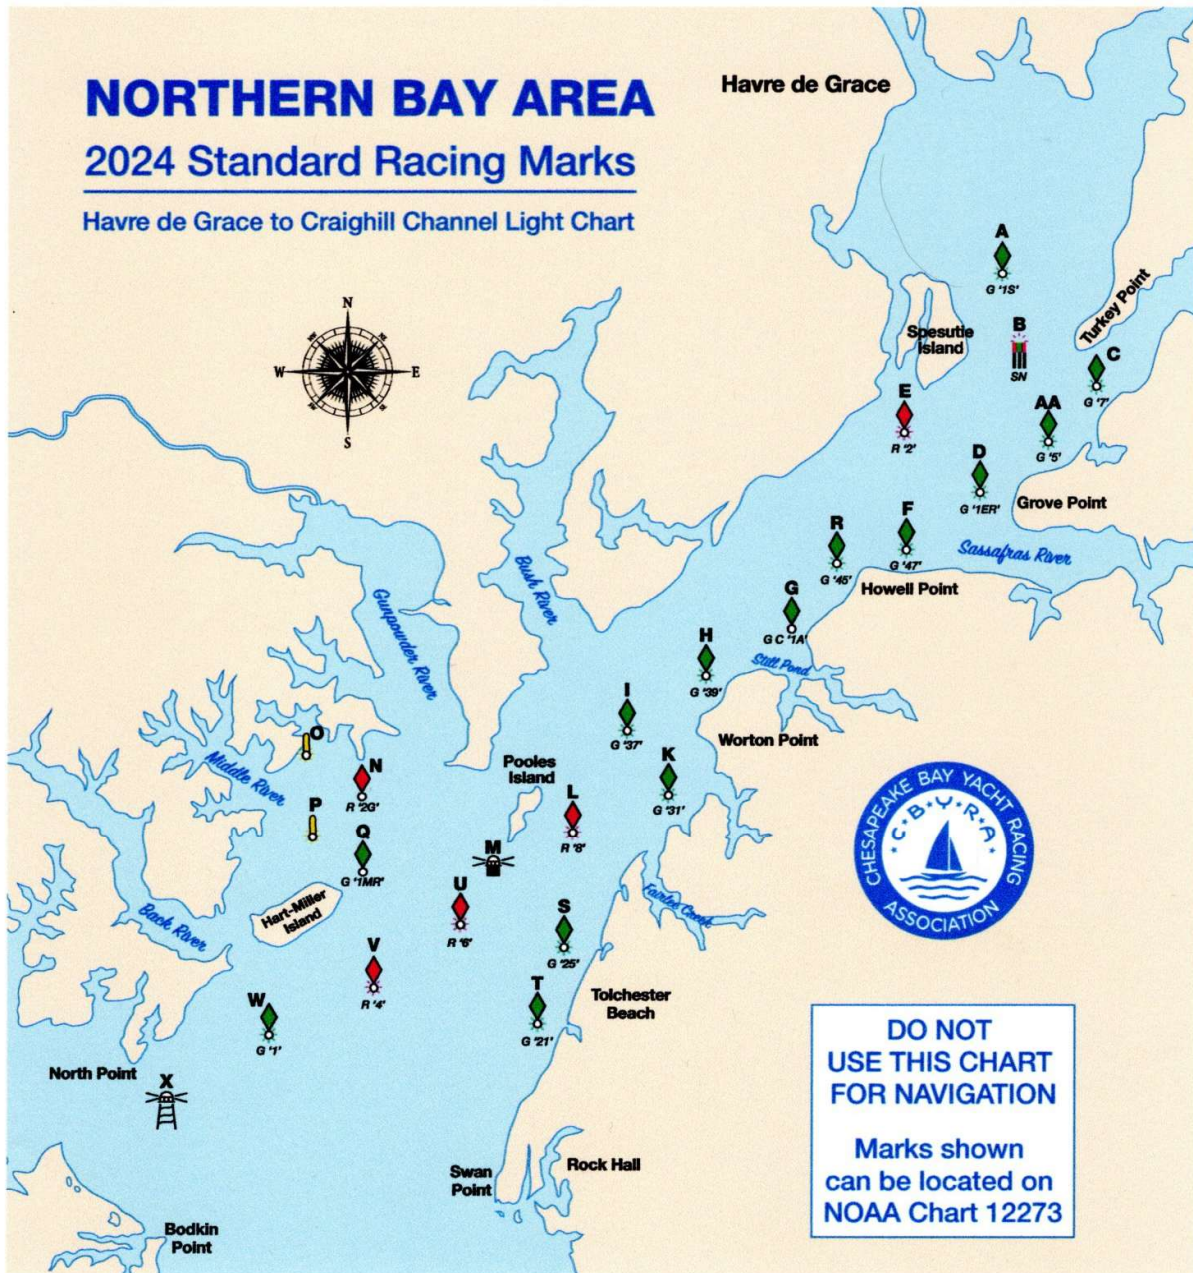 NORTHERN BAY AREA
2024 Standard Racing Marks
Havre de Grace to Craighill Channel Light Chart
Havre de Grace
N
W
E
S
A
G '1S'
Turkey Point
Spesutie
Island
B
SN
C
G '7'
E
R '2'
AA
G '5'
D
G '1ER'
Grove Point
R
G '45'
F
G '47'
Sassafras River
Howell Point
G
G C '1A'
Still Pond
H
G '39'
Bush River
Gunpowder River
I
G '37'
Worton Point
K
G '31'
Middle River
O
N
R '2G'
P
Q
G '1MR'
Pooles
Island
L
R '8'
M
U
R '6'
S
G '25'
Fairlee Creek
Hart-Miller
Island
Back River
V
R '4'
T
G '21'
Tolchester
Beach
W
G '1'
North Point
X
Swan
Point
Rock Hall
Bodkin
Point
CHESAPEAKE BAY YACHT RACING
C★B★Y★R★A
ASSOCIATION
DO NOT
USE THIS CHART
FOR NAVIGATION
Marks shown
can be located on
NOAA Chart 12273